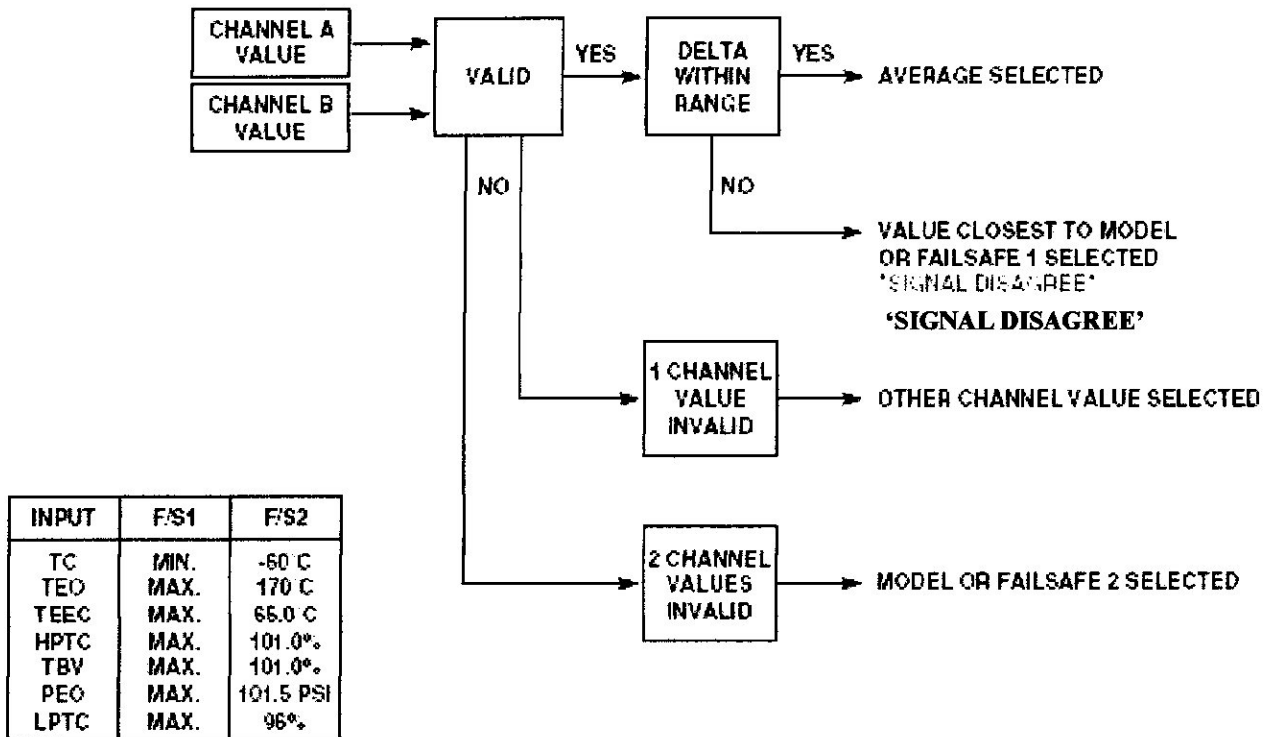 CHANNEL A
VALUE
CHANNEL B
VALUE
VALID
YES
DELTA
WITHIN
RANGE
YES
AVERAGE SELECTED
NO
NO
VALUE CLOSEST TO MODEL
OR FAILSAFE 1 SELECTED
"SIGNAL DISAGREE"
‘SIGNAL DISAGREE’
1 CHANNEL
VALUE
INVALID
OTHER CHANNEL VALUE SELECTED
2 CHANNEL
VALUES
INVALID
MODEL OR FAILSAFE 2 SELECTED
INPUT F/S1 F/S2
TC MIN. -60°C
TEO MAX. 170°C
TEEC MAX.
HPTC MAX. 101.0%
TBV MAX. 101.0%
PEO MAX. 101.5 PSI
LPTC MAX. 96%